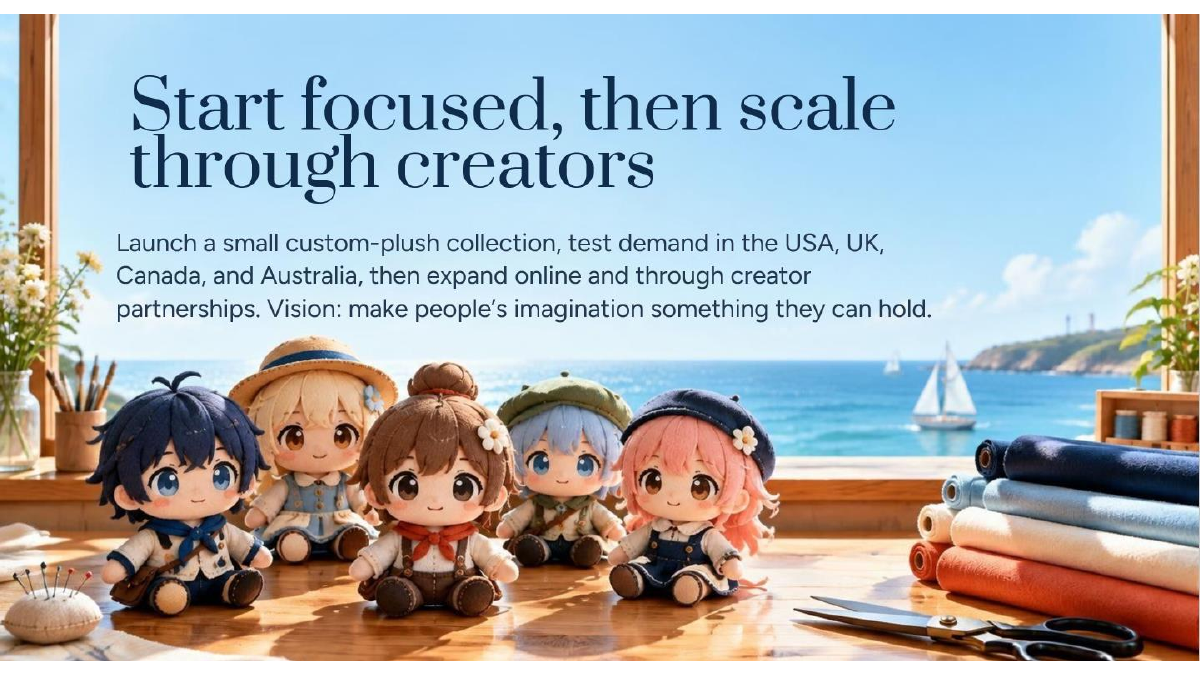 Start focused, then scale
through creators
Launch a small custom-plush collection, test demand in the USA, UK,
Canada, and Australia, then expand online and through creator
partnerships. Vision: make people’s imagination something they can hold.